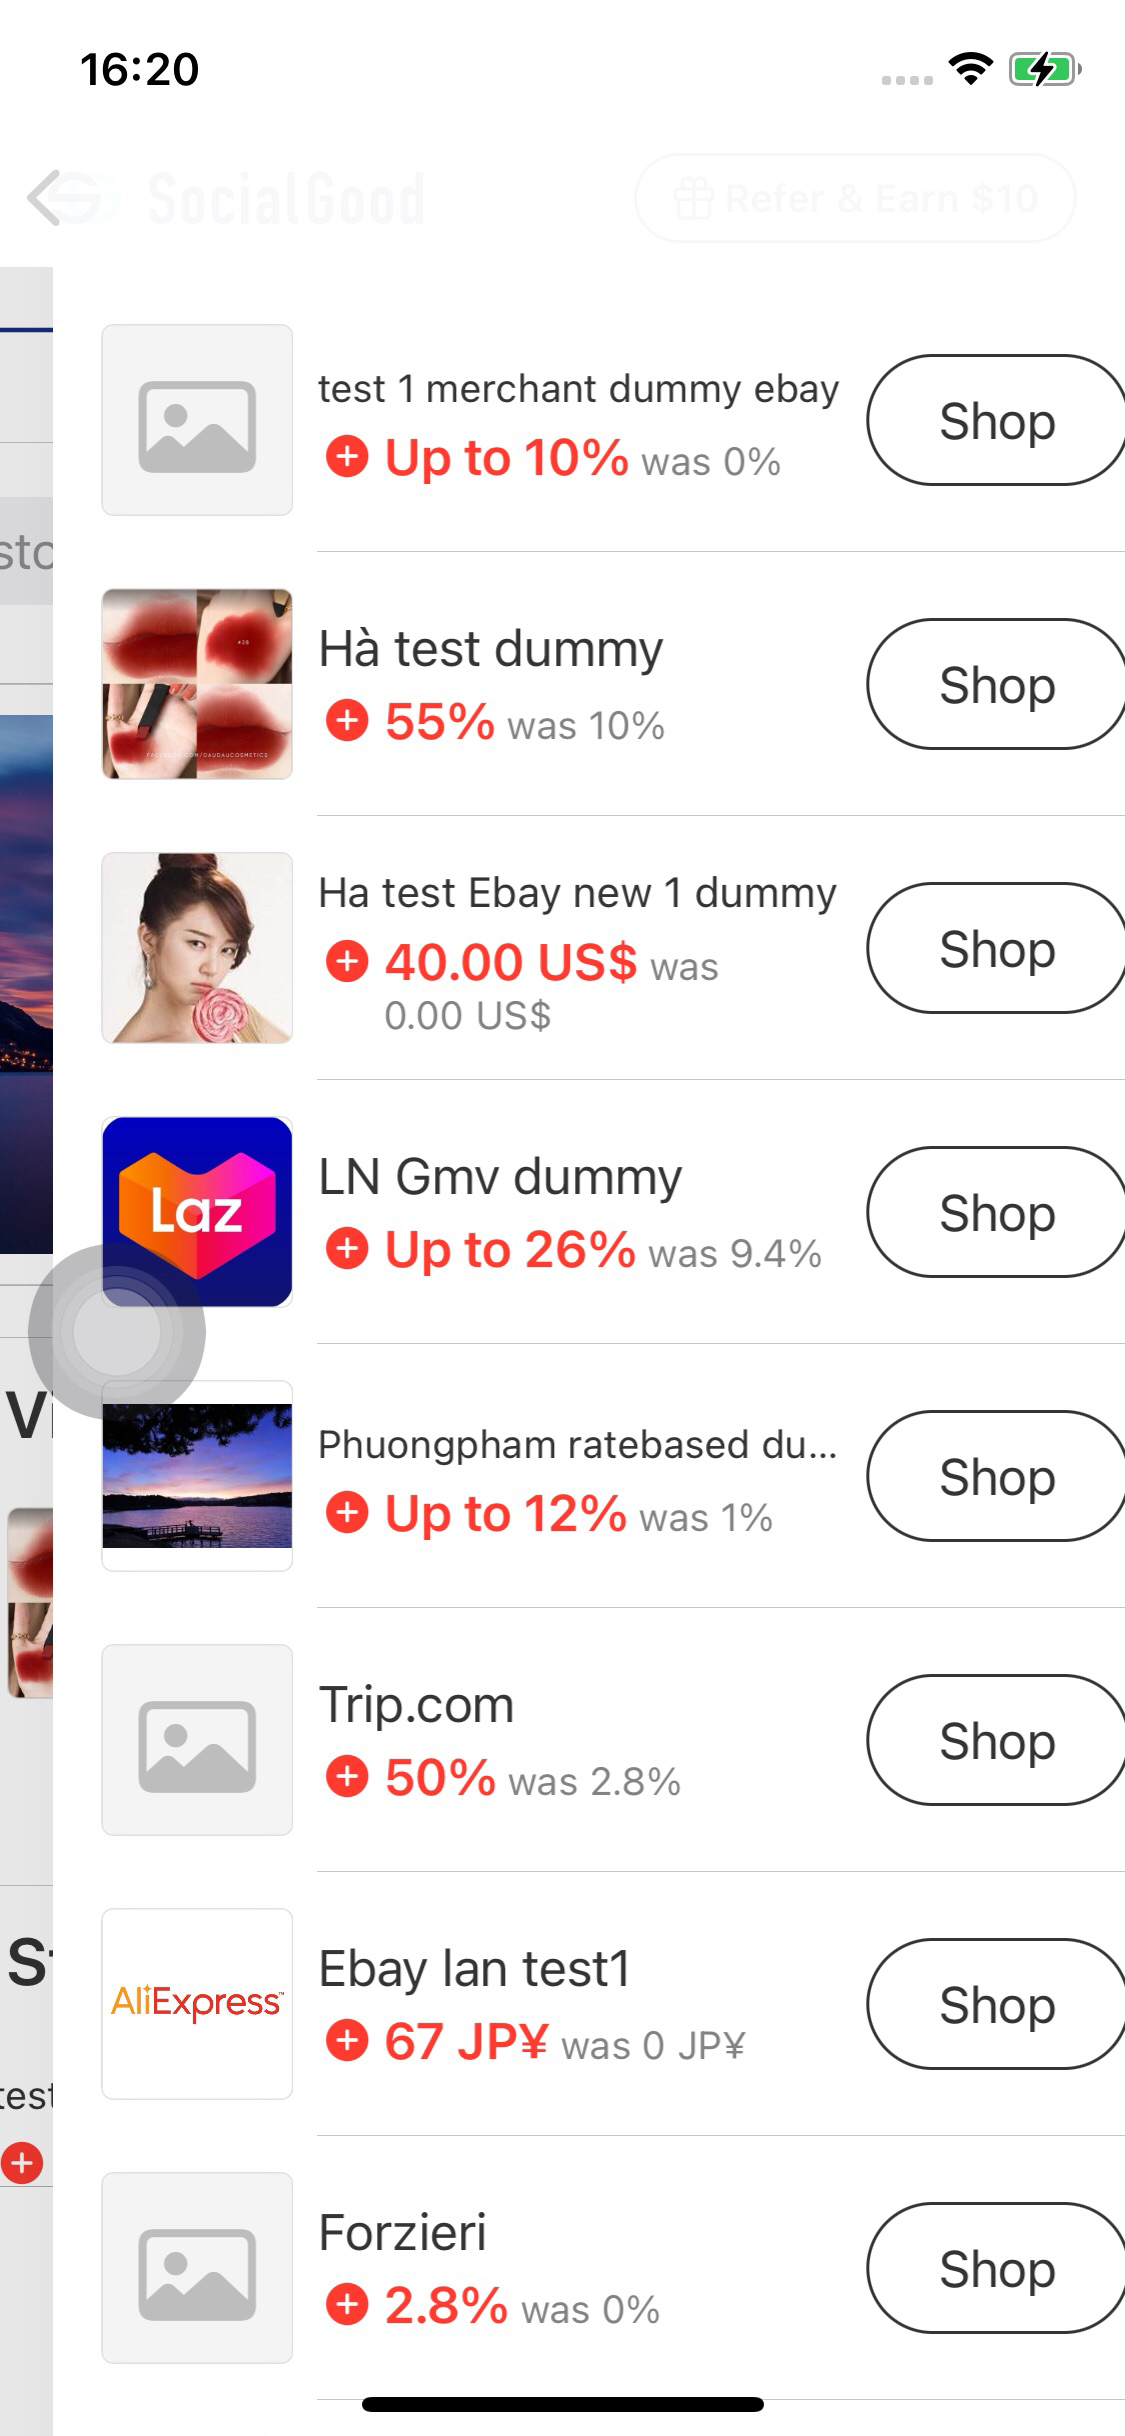 16:20
SocialGood
Refer & Earn $10
test 1 merchant dummy ebay
Up to 10% was 0%
Shop
Hà test dummy
55% was 10%
Shop
Ha test Ebay new 1 dummy
40.00 US$ was
0.00 US$
Shop
Laz
LN Gmv dummy
Up to 26% was 9.4%
Shop
Phuongpham ratebased du...
Up to 12% was 1%
Shop
Trip.com
50% was 2.8%
Shop
AliExpress
Ebay lan test1
67 JP¥ was 0 JP¥
Shop
test
Forzieri
2.8% was 0%
Shop